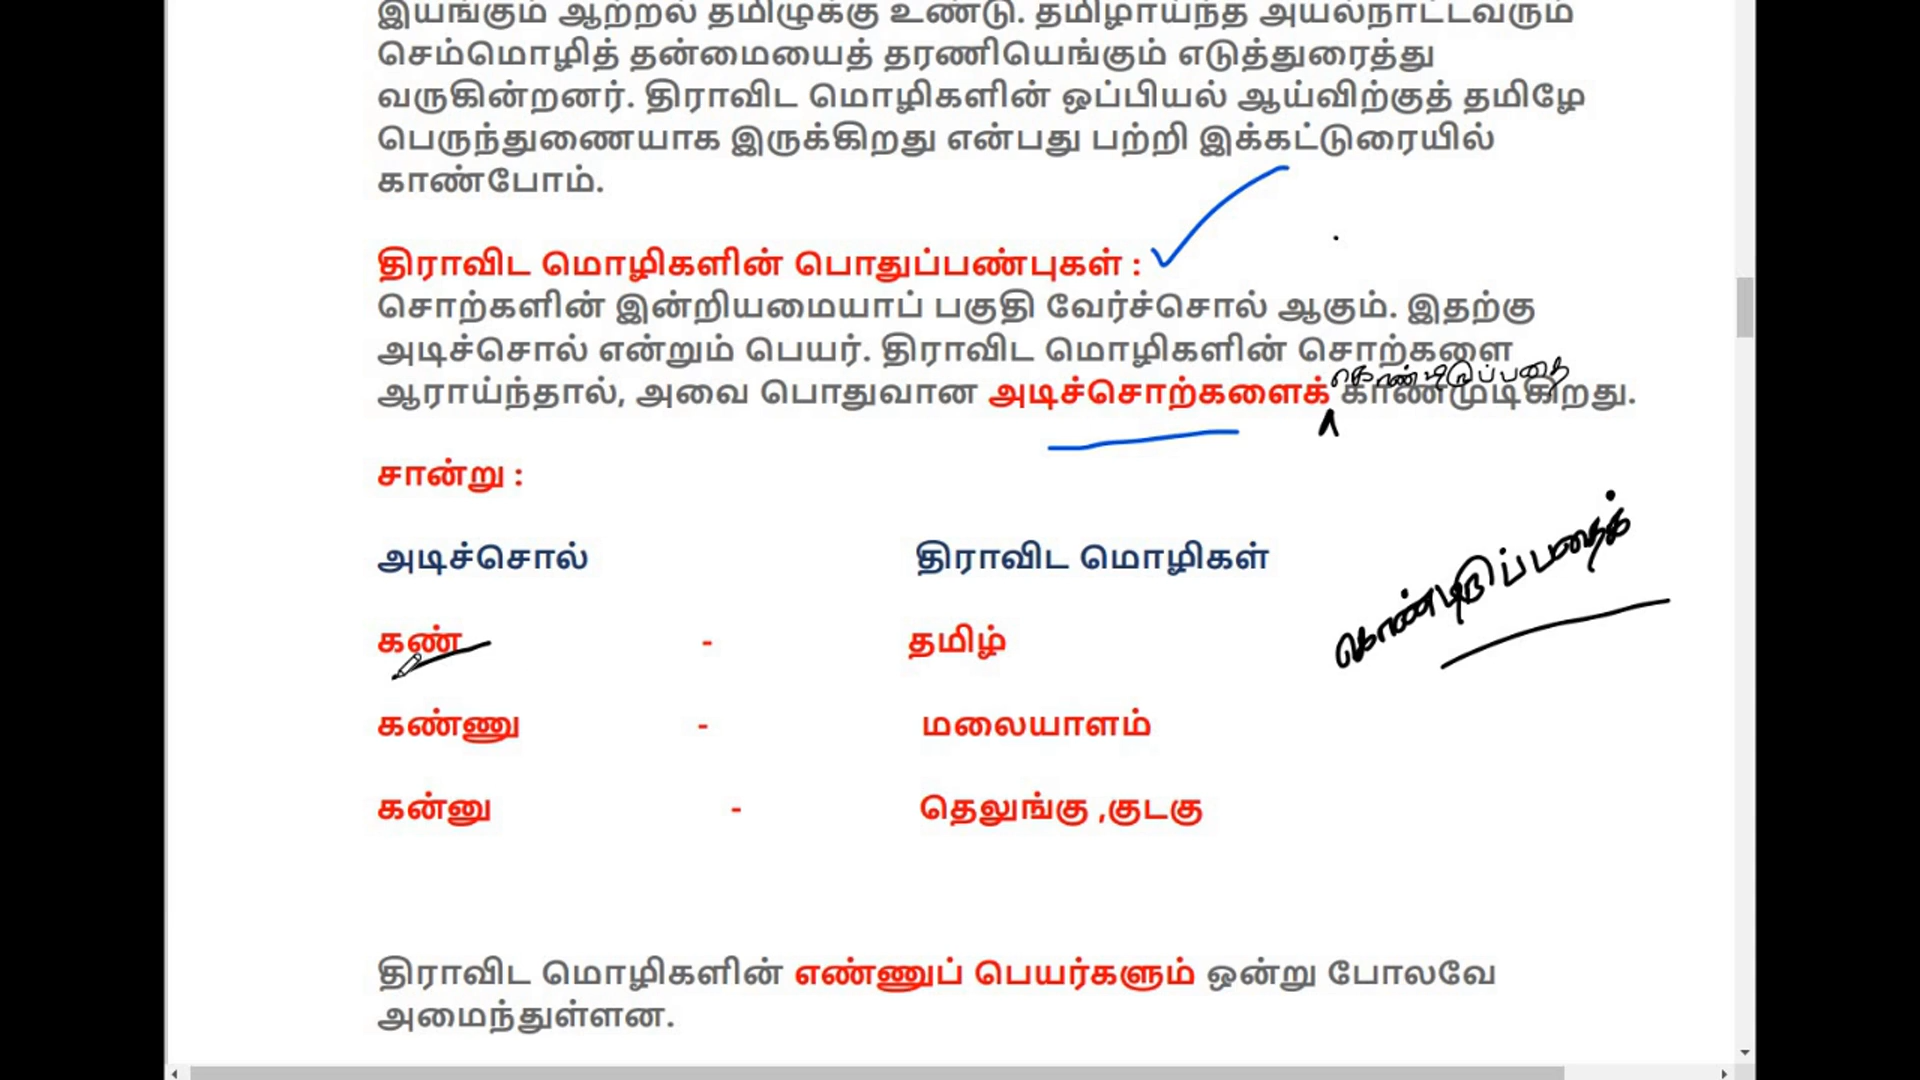 இயங்கும் ஆற்றல் தமிழுக்கு உண்டு. தமிழாய்ந்த அயல்நாட்டவரும்
செம்மொழித் தன்மையைத் தரணியெங்கும் எடுத்துரைத்து
வருகின்றனர். திராவிட மொழிகளின் ஒப்பியல் ஆய்விற்குத் தமிழே
பெருந்துணையாக இருக்கிறது என்பது பற்றி இக்கட்டுரையில்
காண்போம்.
திராவிட மொழிகளின் பொதுப்பண்புகள் :
சொற்களின் இன்றியமையாப் பகுதி வேர்ச்சொல் ஆகும். இதற்கு
அடிச்சொல் என்றும் பெயர். திராவிட மொழிகளின் சொற்களை
கொண்டிருப்பதை
ஆராய்ந்தால், அவை பொதுவான அடிச்சொற்களைக் காணமுடிகிறது.
சான்று :
அடிச்சொல் திராவிட மொழிகள்
கொண்டிருப்பதைக்
கண் - தமிழ்
கண்ணு - மலையாளம்
கன்னு - தெலுங்கு ,குடகு
திராவிட மொழிகளின் எண்ணுப் பெயர்களும் ஒன்று போலவே
அமைந்துள்ளன.